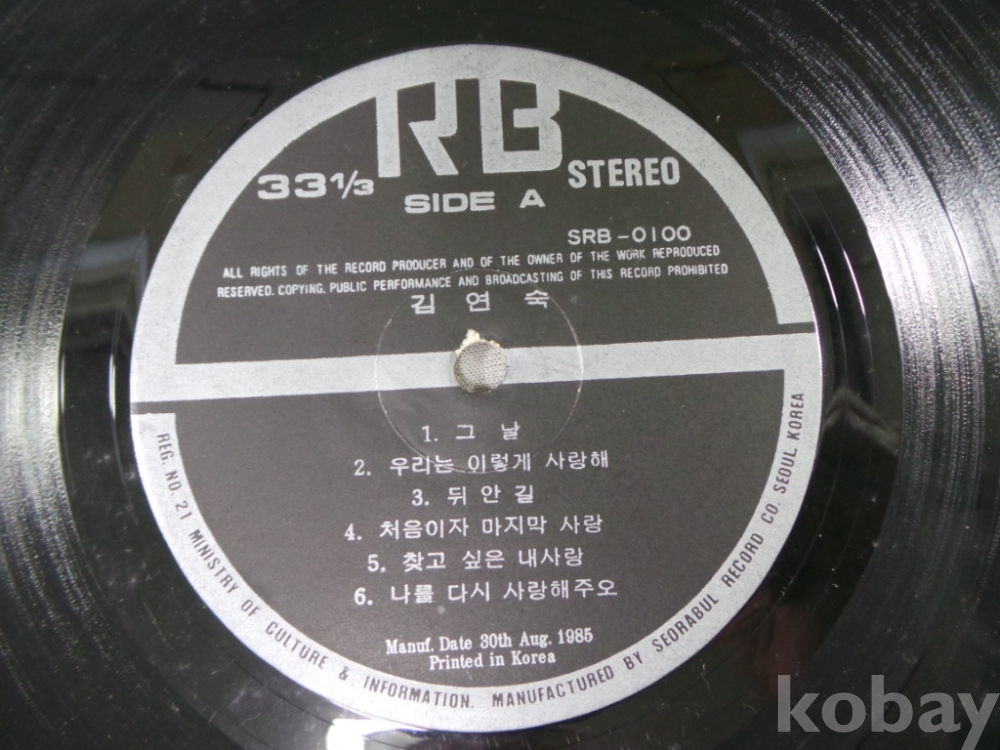 RB
33 1/3
SIDE A
STEREO
SRB-0100
ALL RIGHTS OF THE RECORD PRODUCER AND OF THE OWNER OF THE WORK REPRODUCED
RESERVED. COPYING, PUBLIC PERFORMANCE AND BROADCASTING OF THIS RECORD PROHIBITED
김 연 숙
1. 그 날
2. 우리는 이렇게 사랑해
3. 뒤 안 길
4. 처음이자 마지막 사랑
5. 찾고 싶은 내사랑
6. 나를 다시 사랑해주오
Manuf. Date 30th Aug. 1985
Printed in Korea
REG. NO. 21 MINISTRY OF CULTURE & INFORMATION. MANUFACTURED BY SEORABUL RECORD CO. SEOUL KOREA
kobay